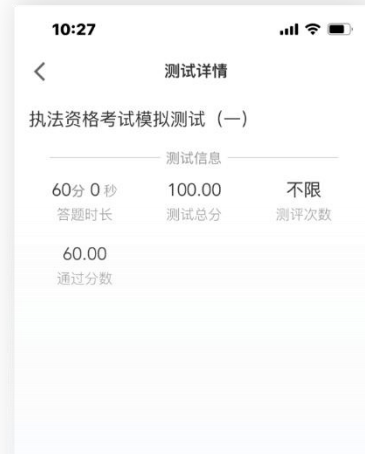 10:27
测试详情
执法资格考试模拟测试（一）
测试信息
60分 0 秒 100.00 不限
答题时长 测试总分 测评次数
60.00
通过分数